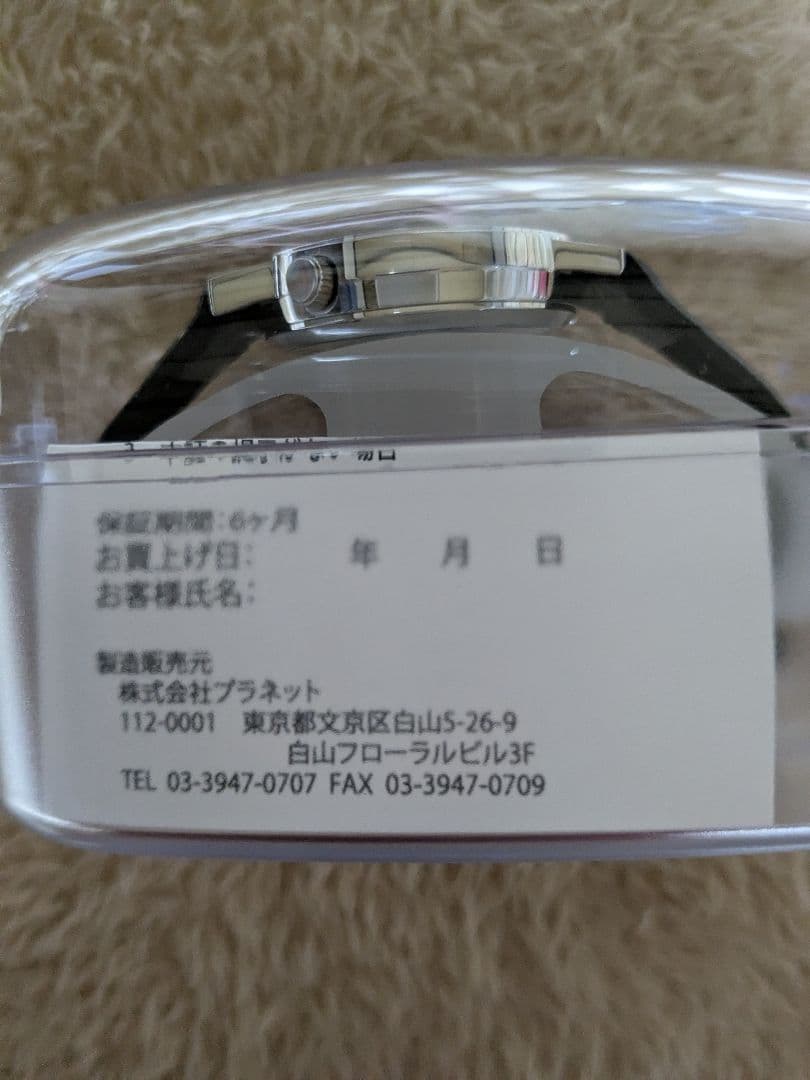 保証期間:6ヶ月
お買上げ日: 年 月 日
お客様氏名:
製造販売元
株式会社プラネット
112-0001 東京都文京区白山5-26-9
白山フローラルビル3F
TEL 03-3947-0707 FAX 03-3947-0709